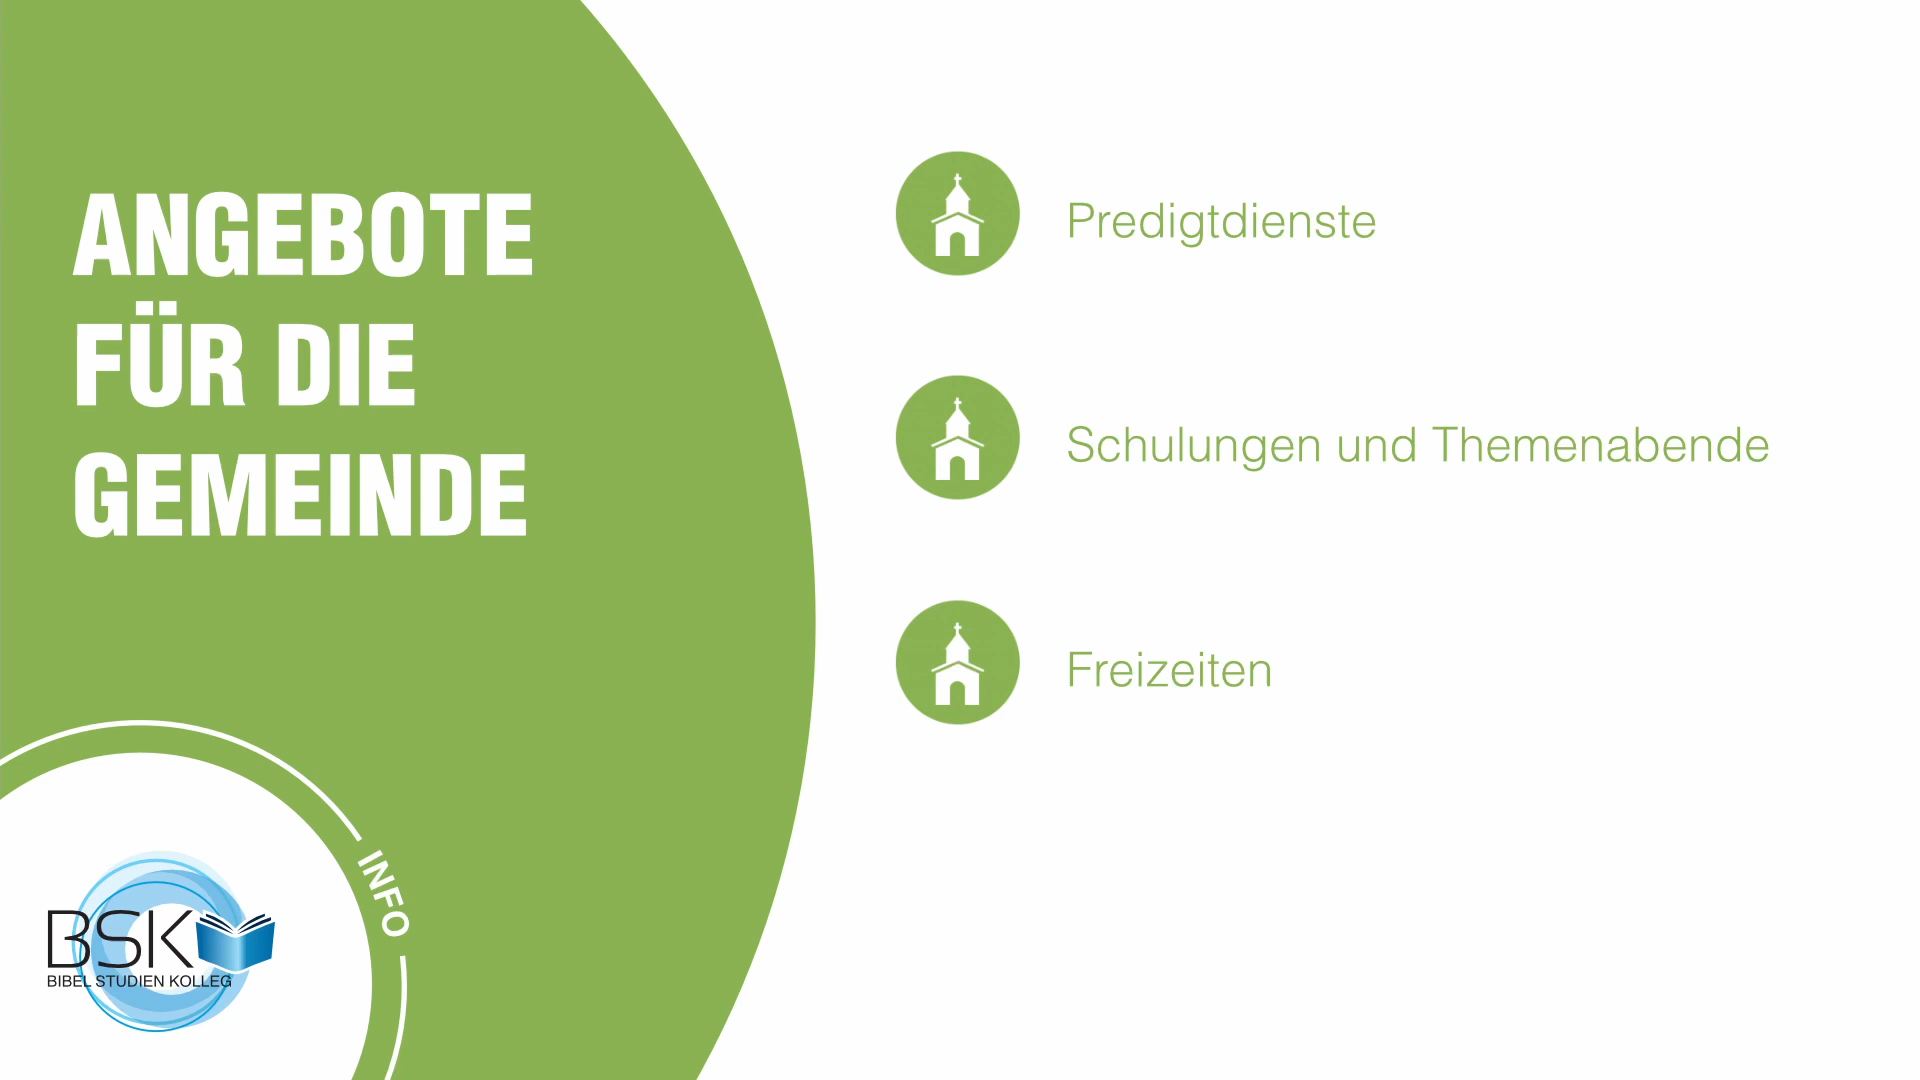 ANGEBOTE
FÜR DIE
GEMEINDE
Predigtdienste
Schulungen und Themenabende
Freizeiten
INFO
BSK
BIBEL STUDIEN KOLLEG